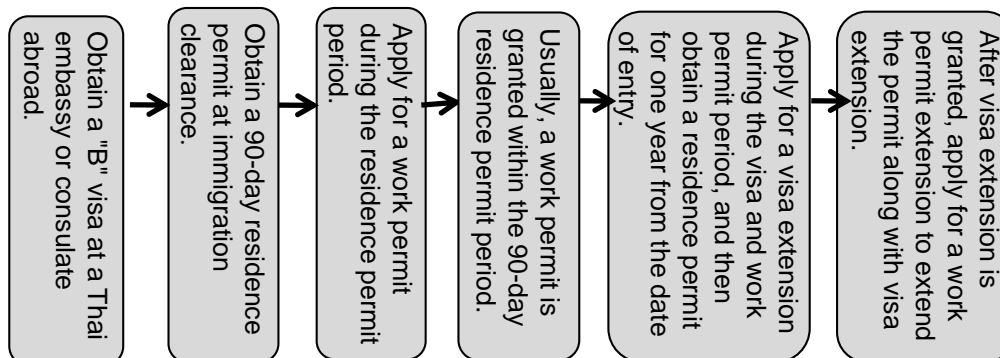 Obtain a "B" visa at a Thai
embassy or consulate
abroad.
Obtain a 90-day residence
permit at immigration
clearance.
Apply for a work permit
during the residence permit
period.
Usually, a work permit is
granted within the 90-day
residence permit period.
Apply for a visa extension
during the visa and work
permit period, and then
obtain a residence permit
for one year from the date
of entry.
After visa extension is
granted, apply for a work
permit extension to extend
the permit along with visa
extension.